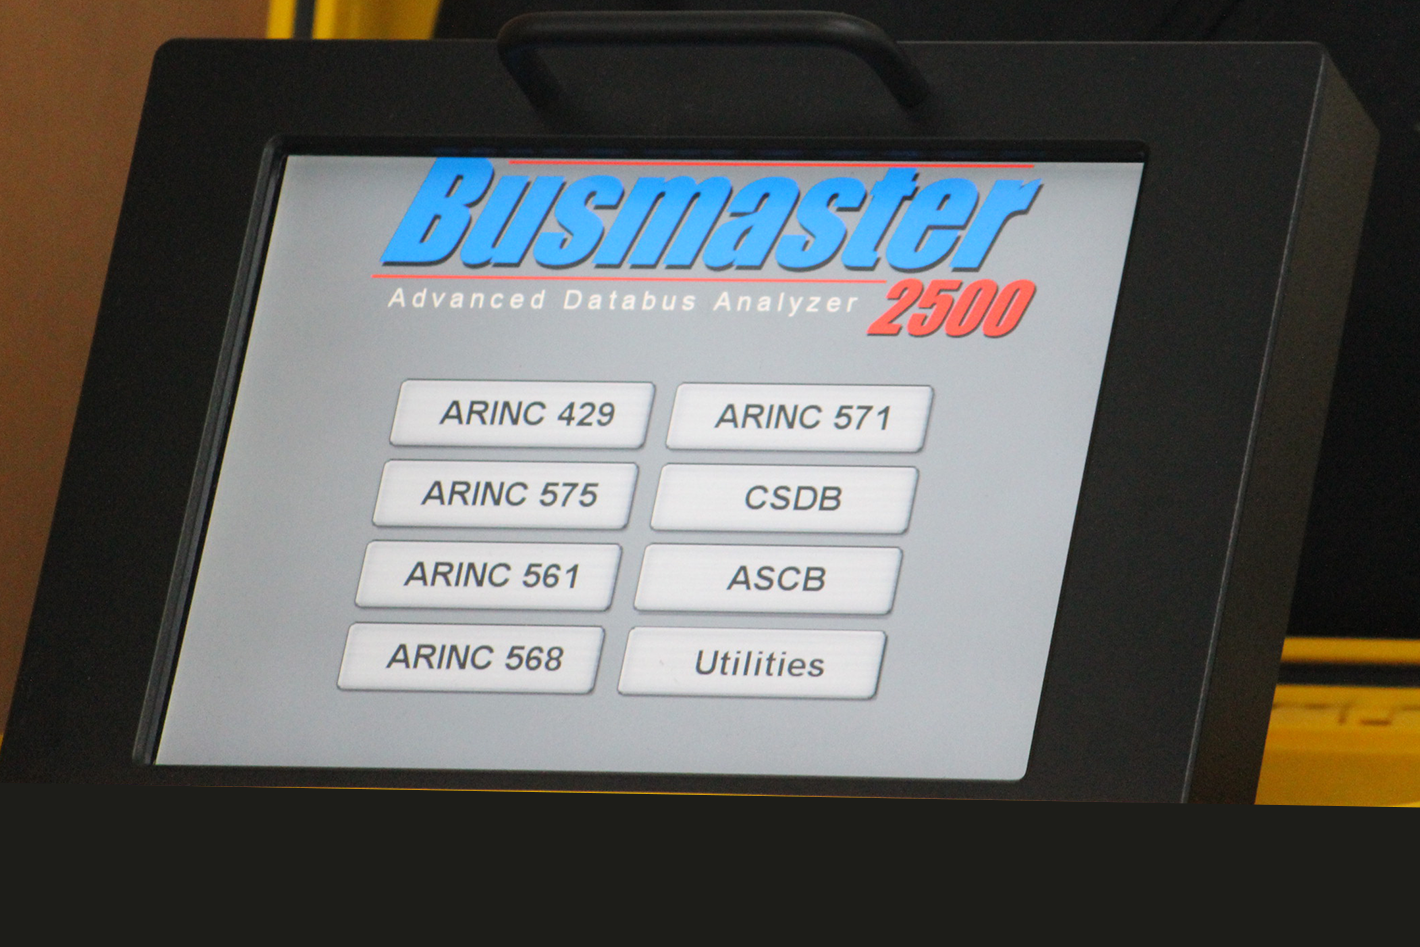 Busmaster
Advanced Databus Analyzer 2500
ARINC 429 ARINC 571
ARINC 575 CSDB
ARINC 561 ASCB
ARINC 568 Utilities